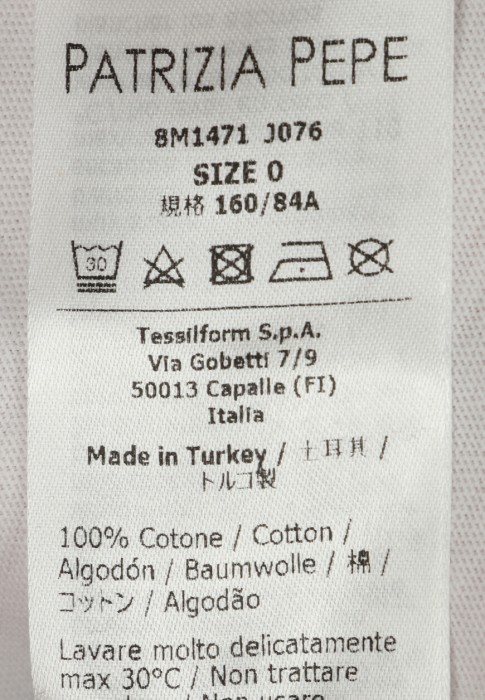 PATRIZIA PEPE
8M1471 J076
SIZE 0
規格 160/84A
30
Tessilform S.p.A.
Via Gobetti 7/9
50013 Capalle (FI)
Italia
Made in Turkey / 土耳其 /
トルコ製
100% Cotone / Cotton /
Algodón / Baumwolle / 棉 /
コットン / Algodão
Lavare molto delicatamente
max 30°C / Non trattare